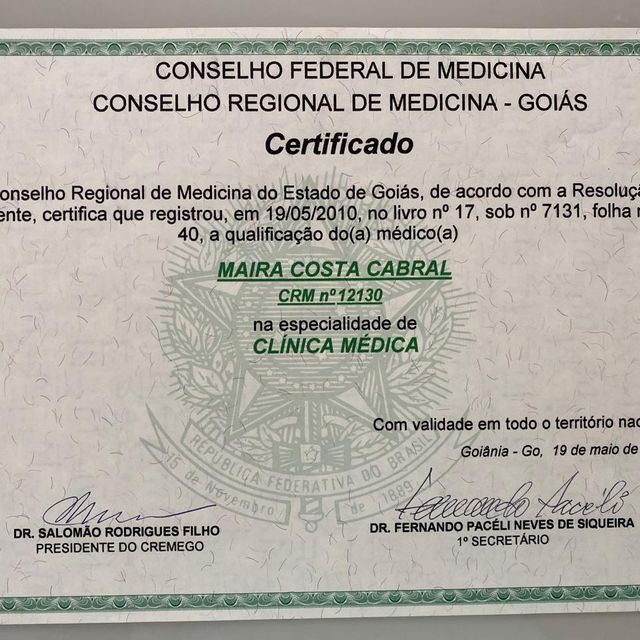 CONSELHO FEDERAL DE MEDICINA
CONSELHO REGIONAL DE MEDICINA - GOIÁS
Certificado
onselho Regional de Medicina do Estado de Goiás, de acordo com a Resoluçã
ente, certifica que registrou, em 19/05/2010, no livro nº 17, sob nº 7131, folha n
40, a qualificação do(a) médico(a)
MAIRA COSTA CABRAL
CRM nº12130
na especialidade de
CLÍNICA MÉDICA
Com validade em todo o território nac
Goiânia - Go, 19 de maio de
REPÚBLICA FEDERATIVA DO BRASIL
15 de Novembro de 1889
DR. SALOMÃO RODRIGUES FILHO
PRESIDENTE DO CREMEGO
DR. FERNANDO PACÉLI NEVES DE SIQUEIRA
1º SECRETÁRIO